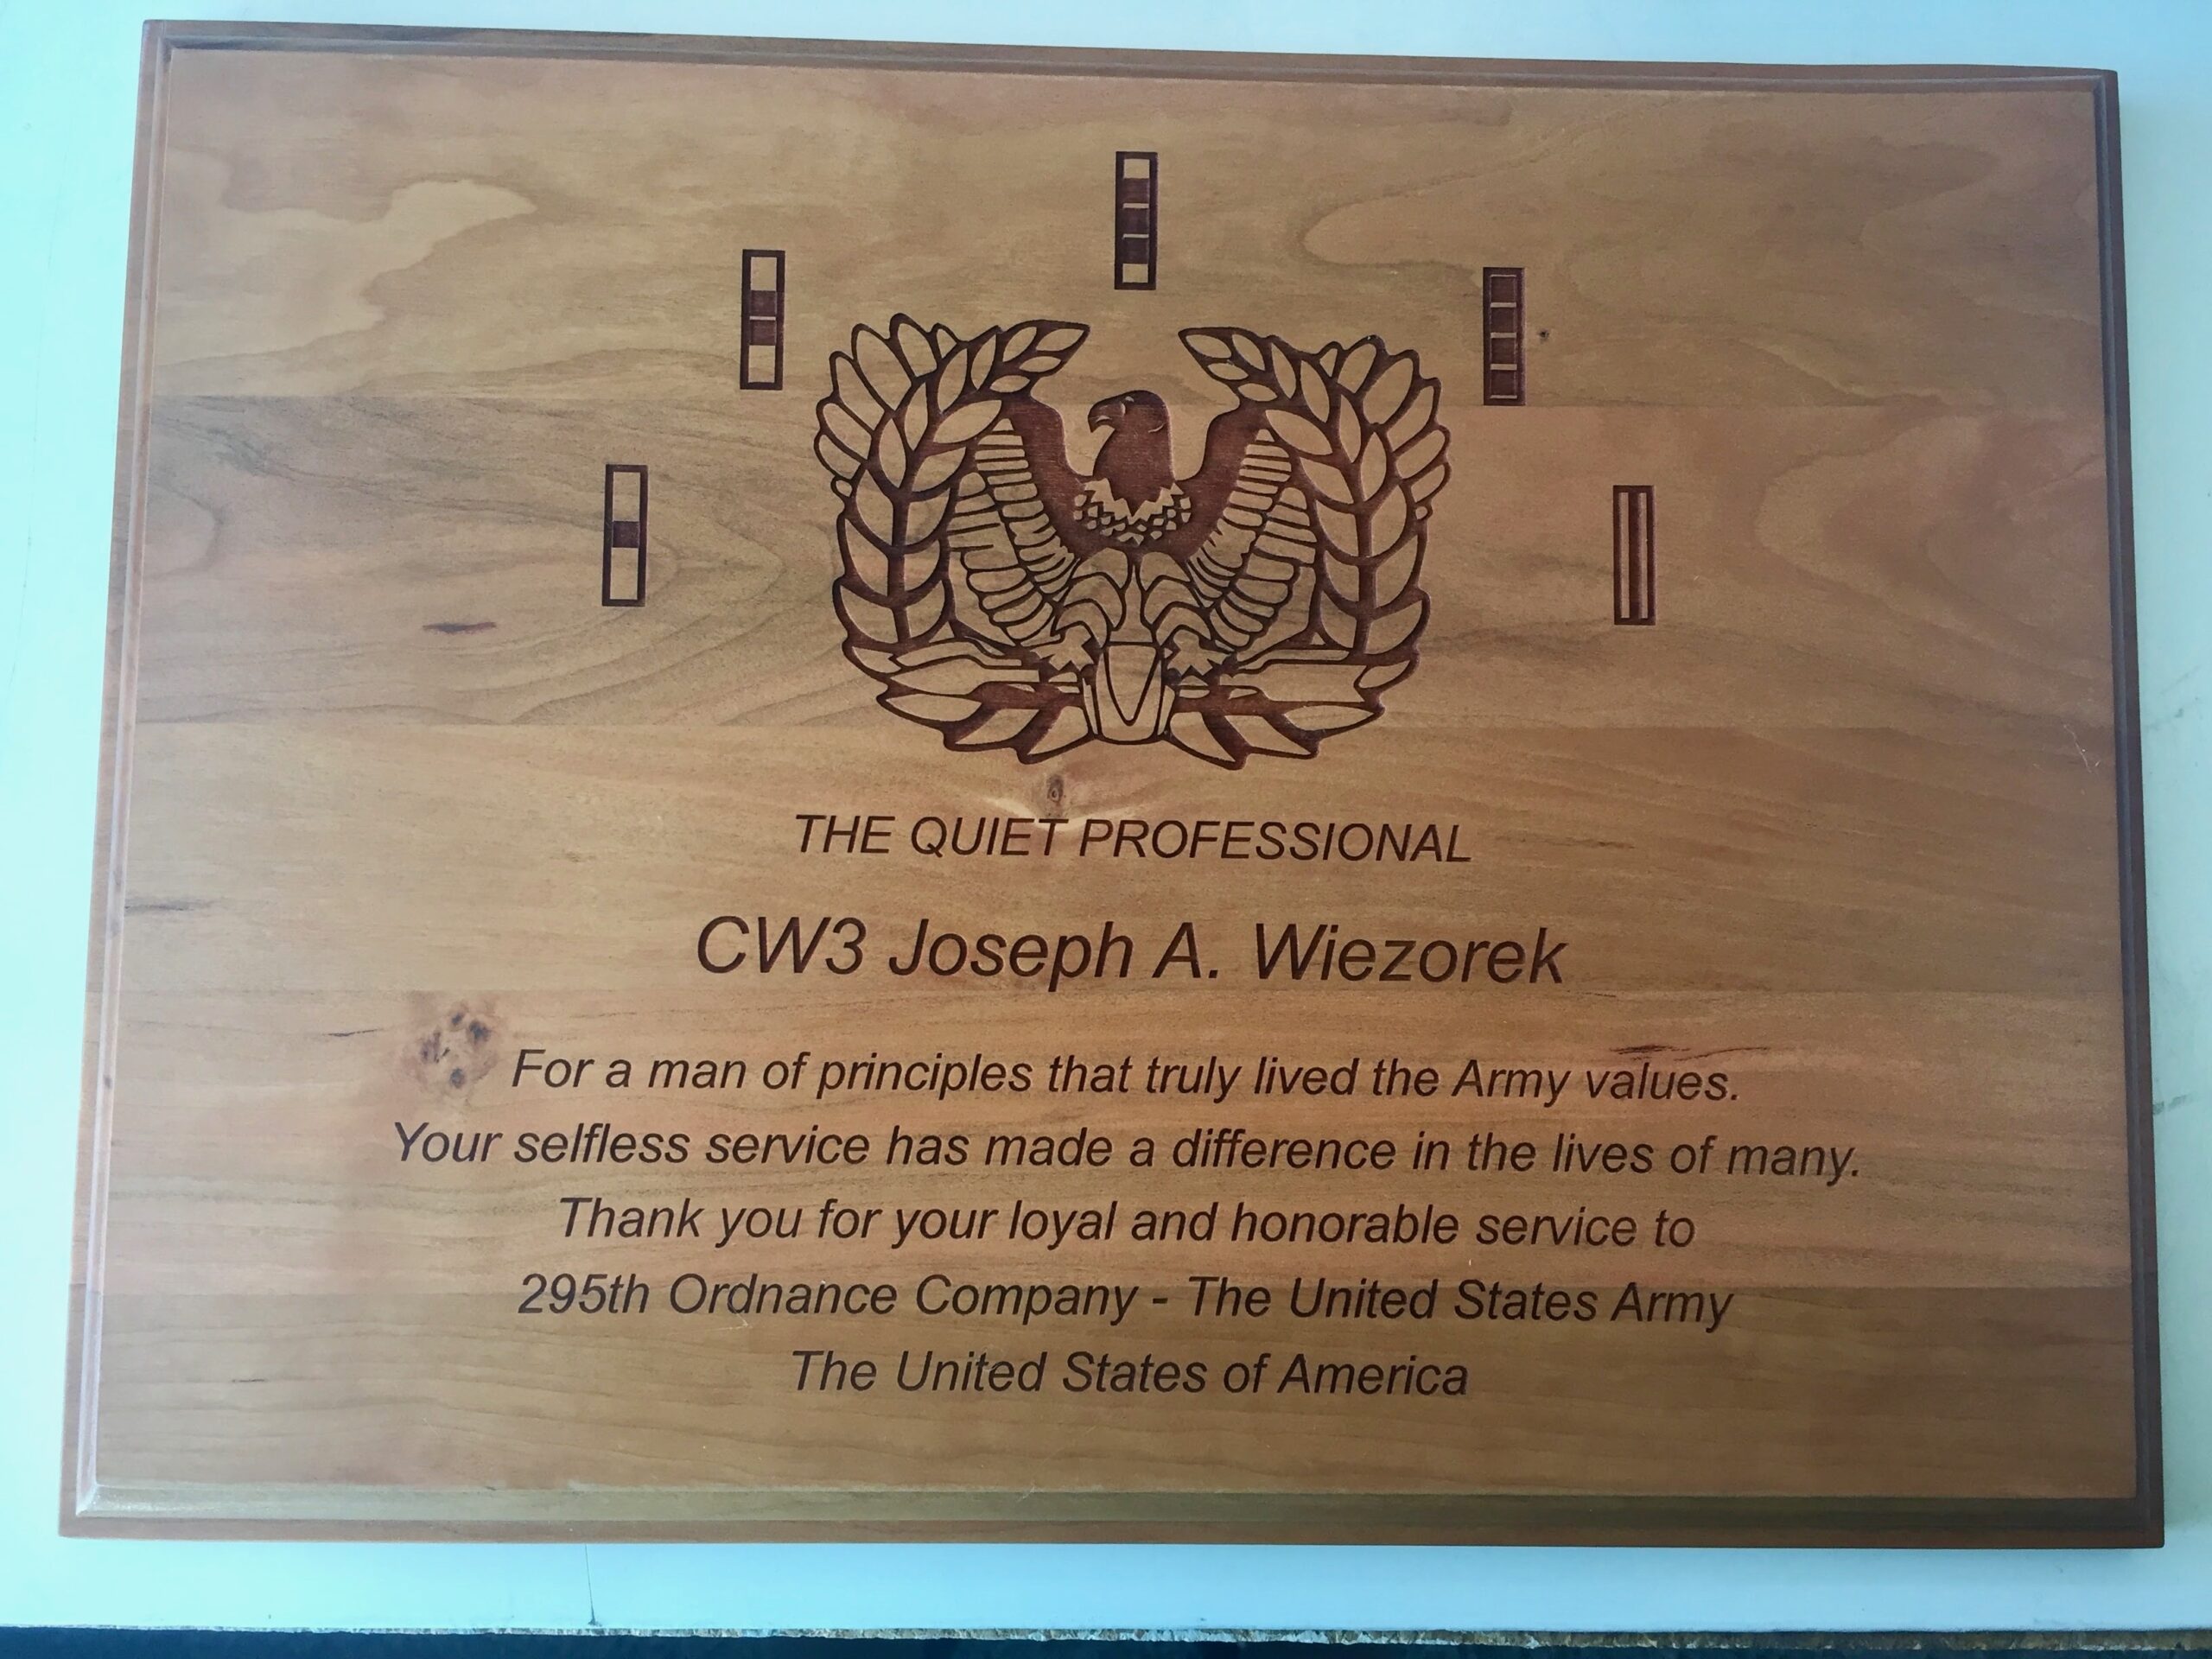 THE QUIET PROFESSIONAL
CW3 Joseph A. Wiezorek
For a man of principles that truly lived the Army values.
Your selfless service has made a difference in the lives of many.
Thank you for your loyal and honorable service to
295th Ordnance Company - The United States Army
The United States of America